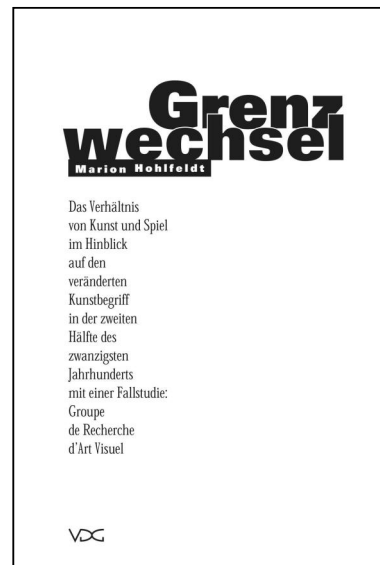 Grenz
wechsel
Marion Hohlfeldt
Das Verhältnis
von Kunst und Spiel
im Hinblick
auf den
veränderten
Kunstbegriff
in der zweiten
Hälfte des
zwanzigsten
Jahrhunderts
mit einer Fallstudie:
Groupe
de Recherche
d'Art Visuel
VDG